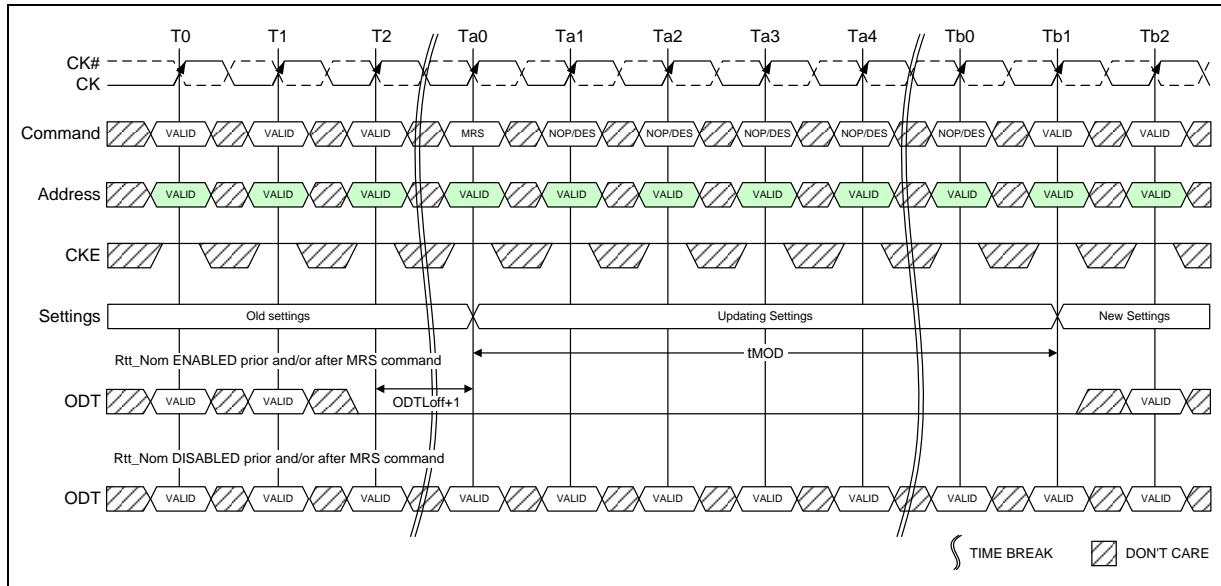 T0 T1 T2 Ta0 Ta1 Ta2 Ta3 Ta4 Tb0 Tb1 Tb2
CK#
CK
Command VALID VALID VALID MRS NOP/DES NOP/DES NOP/DES NOP/DES NOP/DES VALID VALID
Address VALID VALID VALID VALID VALID VALID VALID VALID VALID VALID VALID
CKE
Settings Old settings Updating Settings New Settings
Rtt_Nom ENABLED prior and/or after MRS command tMOD
ODT VALID VALID ODTLoff+1 VALID
Rtt_Nom DISABLED prior and/or after MRS command
ODT VALID VALID VALID VALID VALID VALID VALID VALID VALID VALID VALID
TIME BREAK DON'T CARE